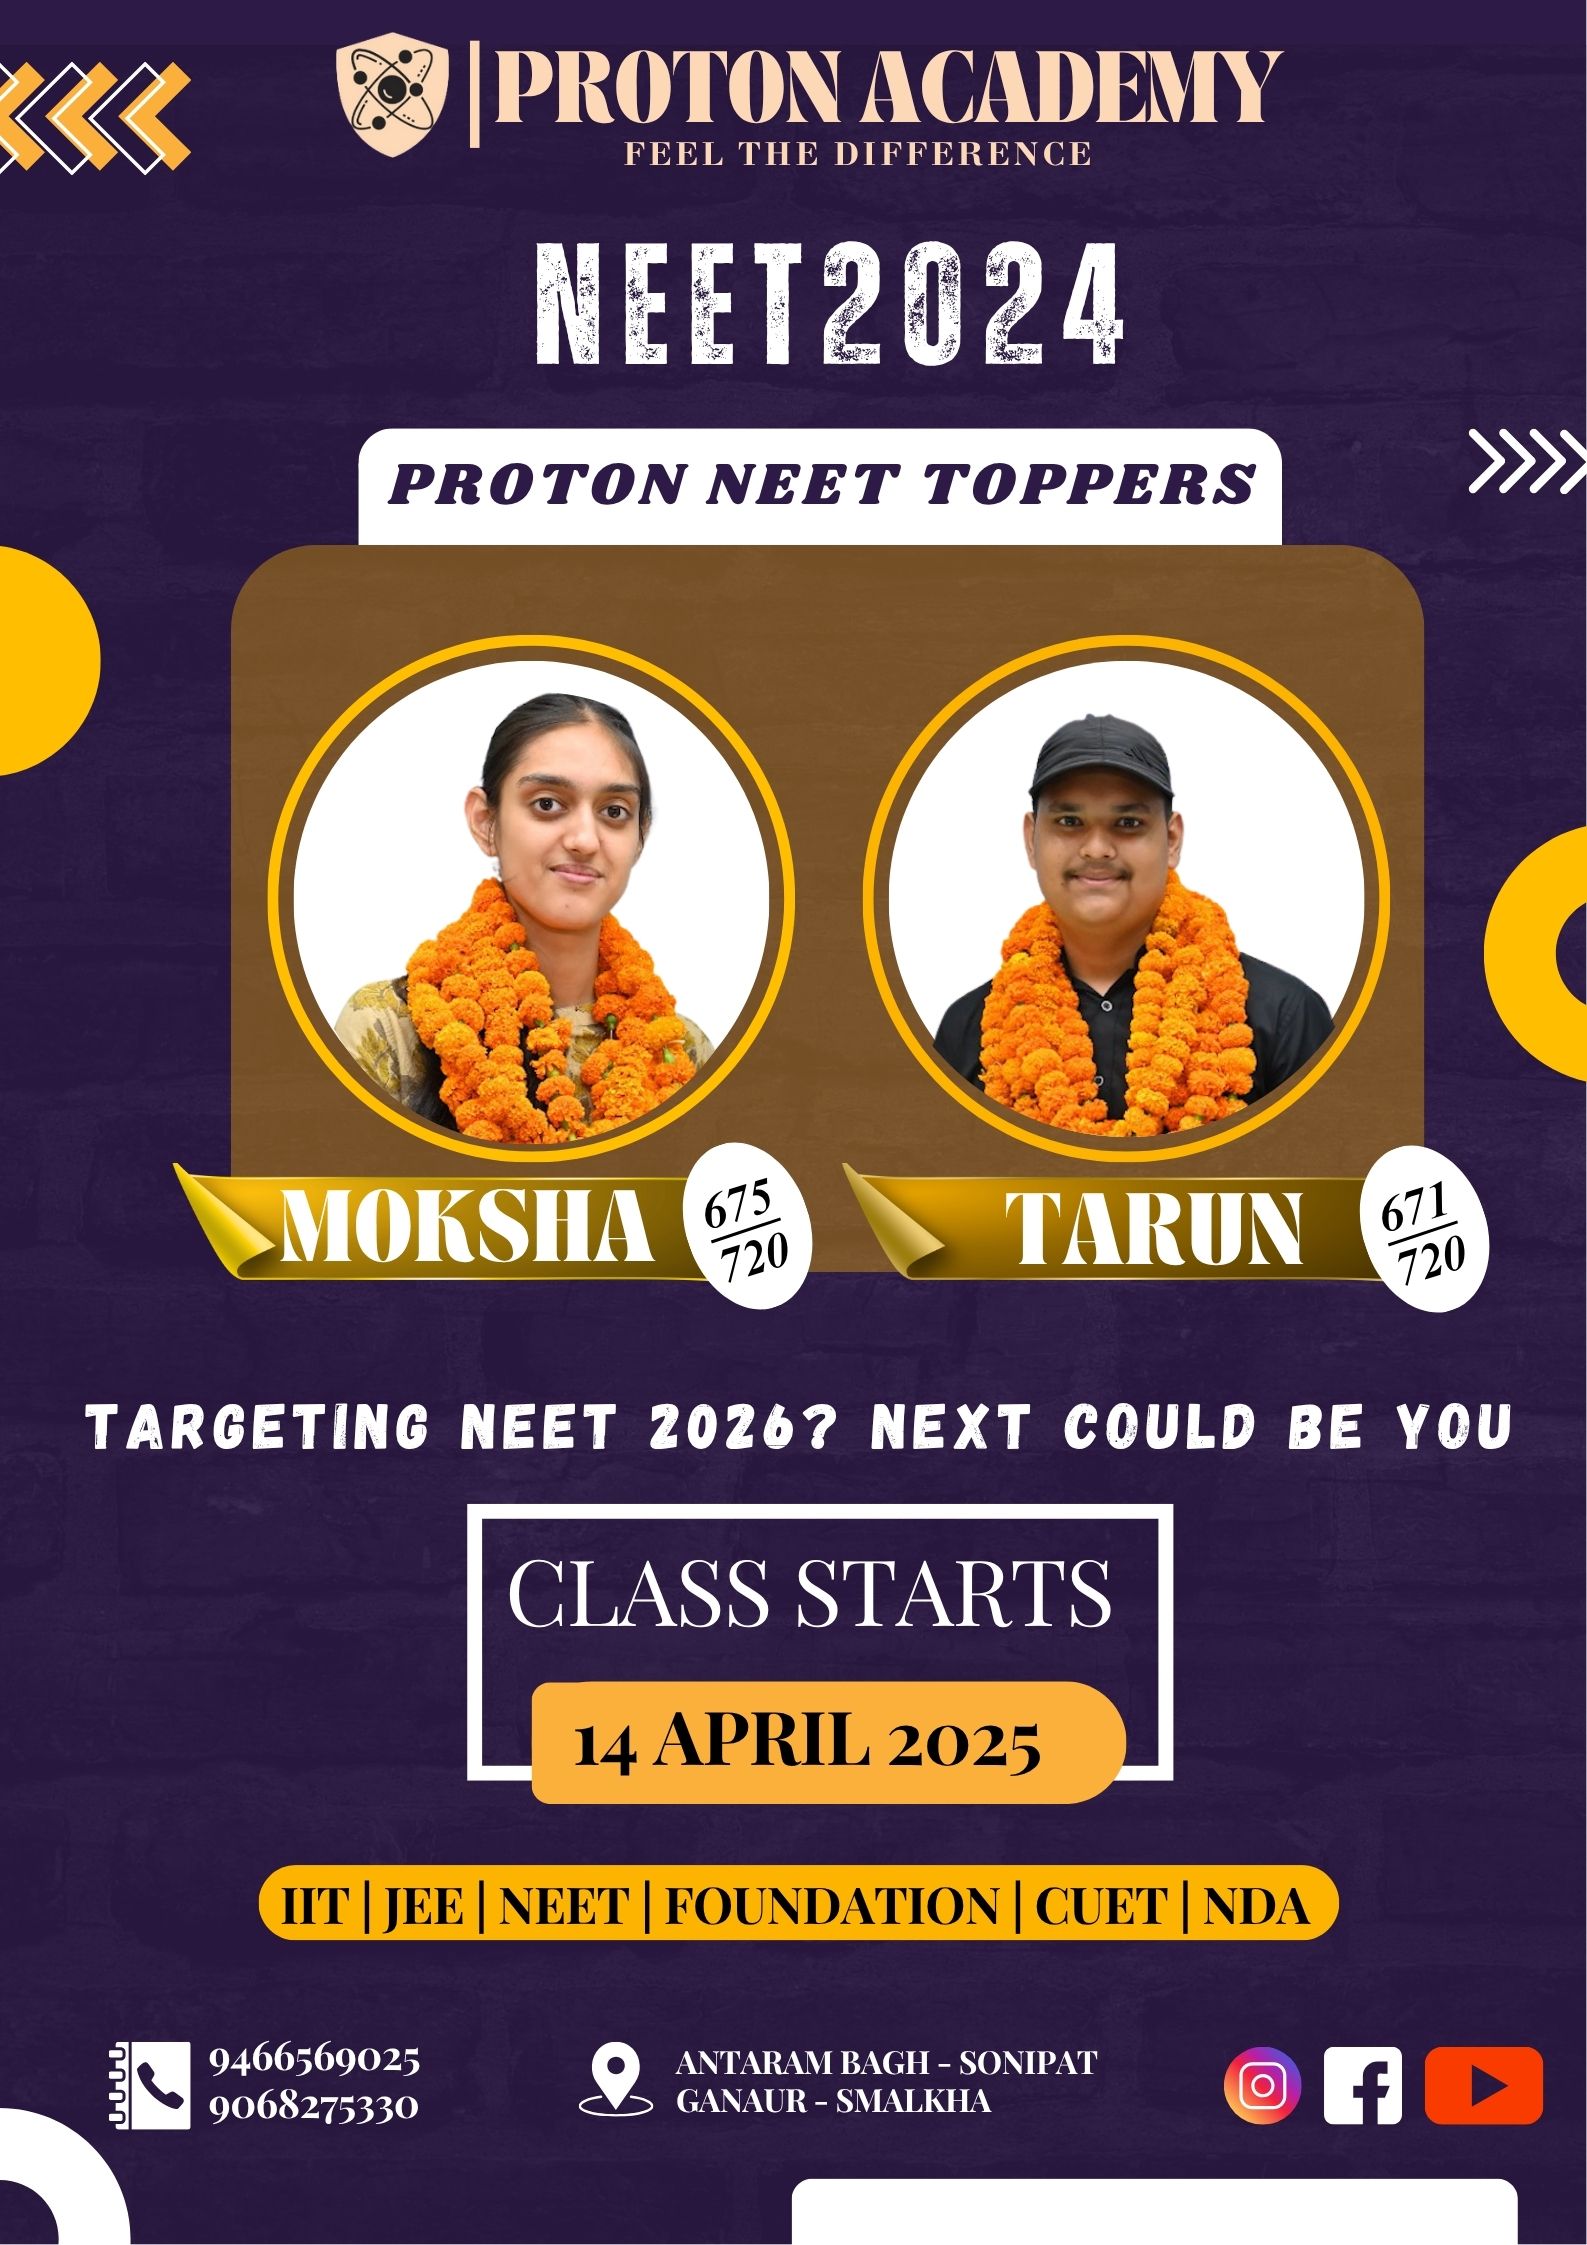 PROTON ACADEMY
FEEL THE DIFFERENCE
NEET2024
PROTON NEET TOPPERS
MOKSHA
675
720
TARUN
671
720
TARGETING NEET 2026? NEXT COULD BE YOU
CLASS STARTS
14 APRIL 2025
IIT | JEE | NEET | FOUNDATION | CUET | NDA
9466569025
9068275330
ANTARAM BAGH - SONIPAT
GANAUR - SMALKHA